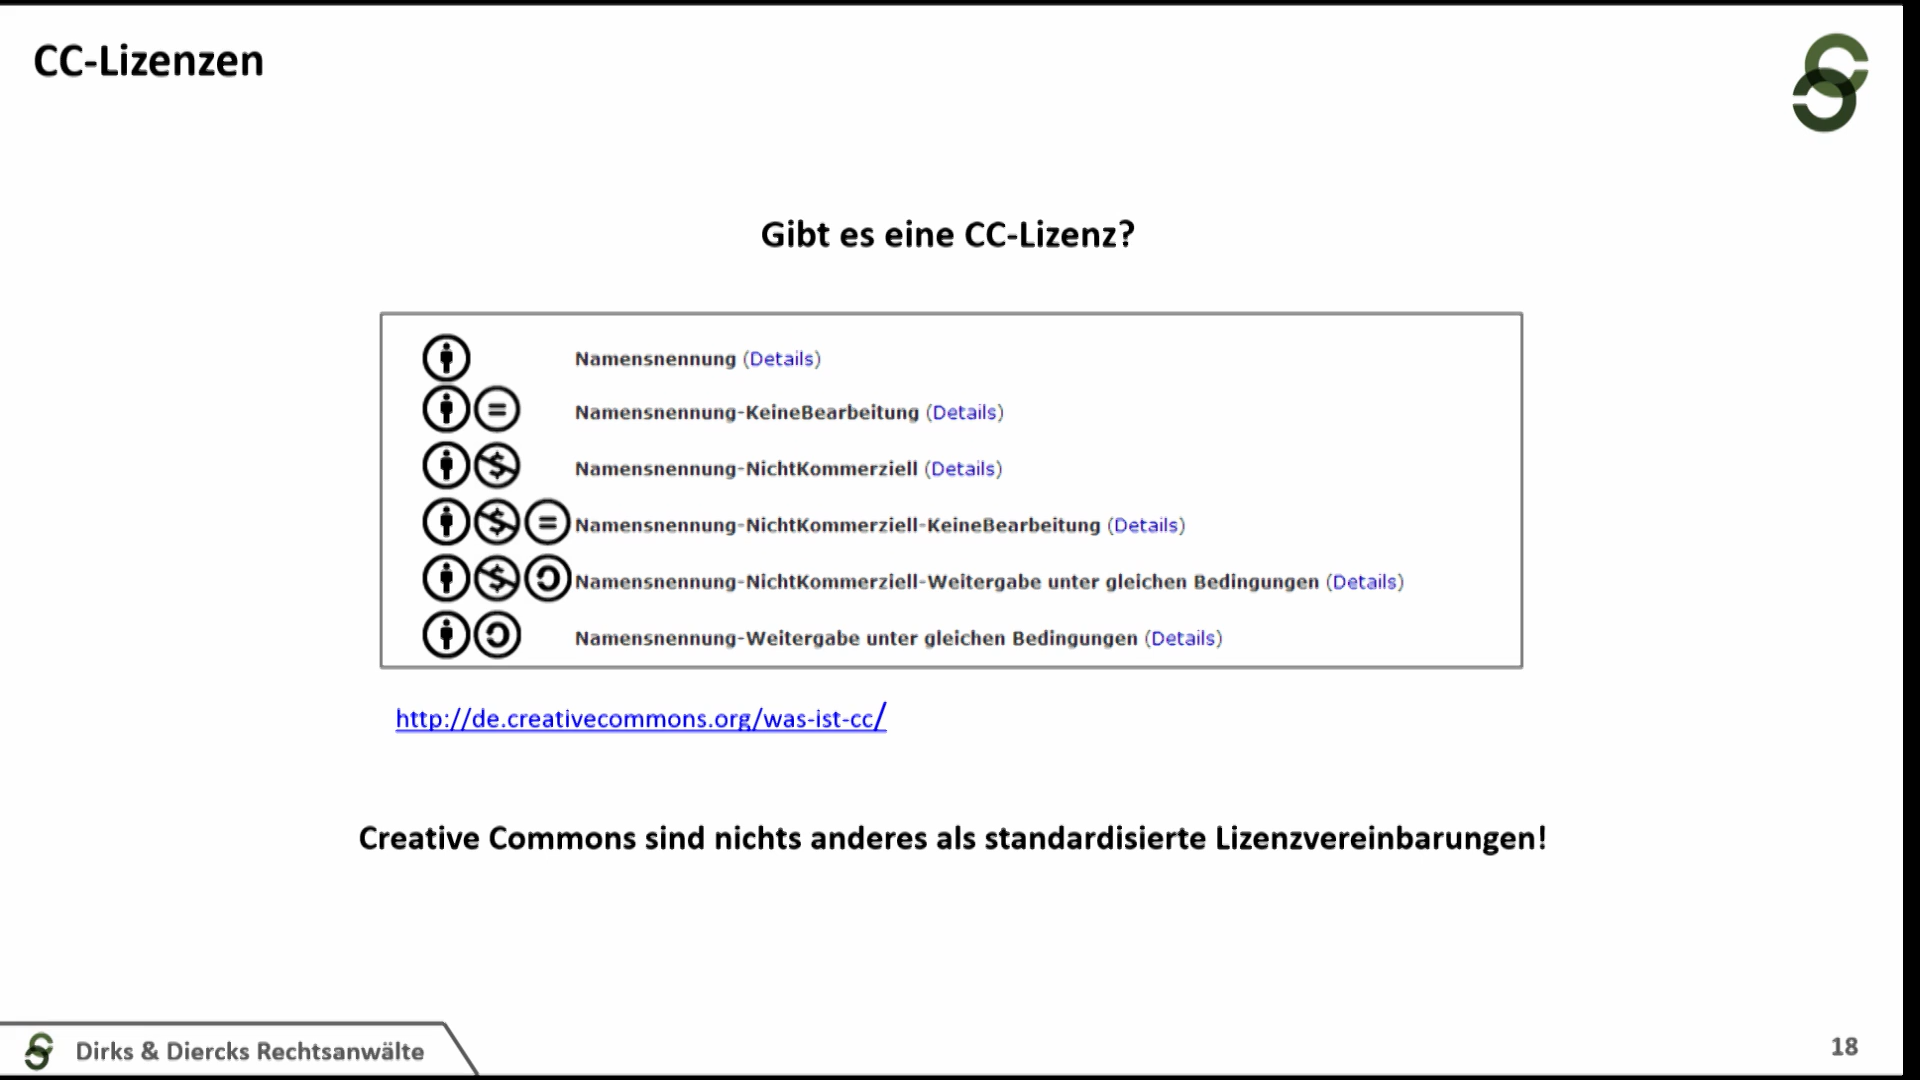 CC-Lizenzen
Gibt es eine CC-Lizenz?
Namensnennung (Details)
Namensnennung-KeineBearbeitung (Details)
Namensnennung-NichtKommerziell (Details)
Namensnennung-NichtKommerziell-KeineBearbeitung (Details)
Namensnennung-NichtKommerziell-Weitergabe unter gleichen Bedingungen (Details)
Namensnennung-Weitergabe unter gleichen Bedingungen (Details)
http://de.creativecommons.org/was-ist-cc/
Creative Commons sind nichts anderes als standardisierte Lizenzvereinbarungen!
Dirks & Diercks Rechtsanwälte
18